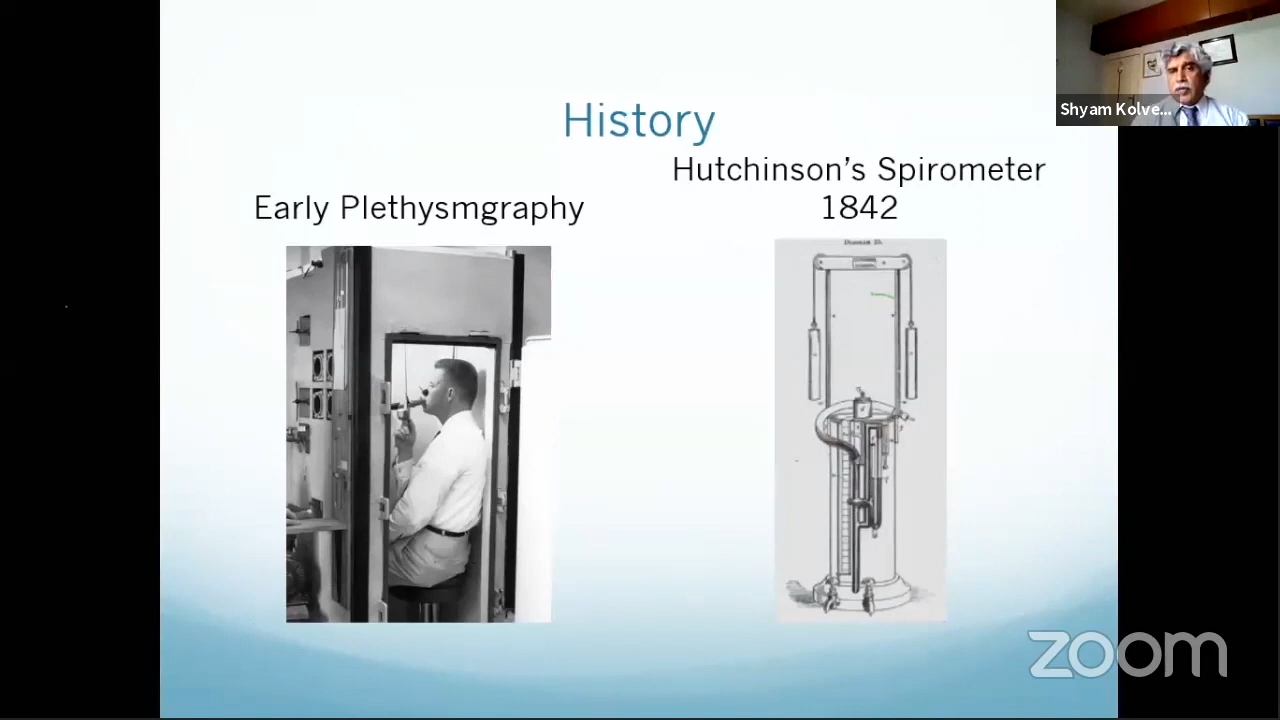 History
Early Plethysmgraphy
Hutchinson's Spirometer
1842
Shyam Kolve...
zoom